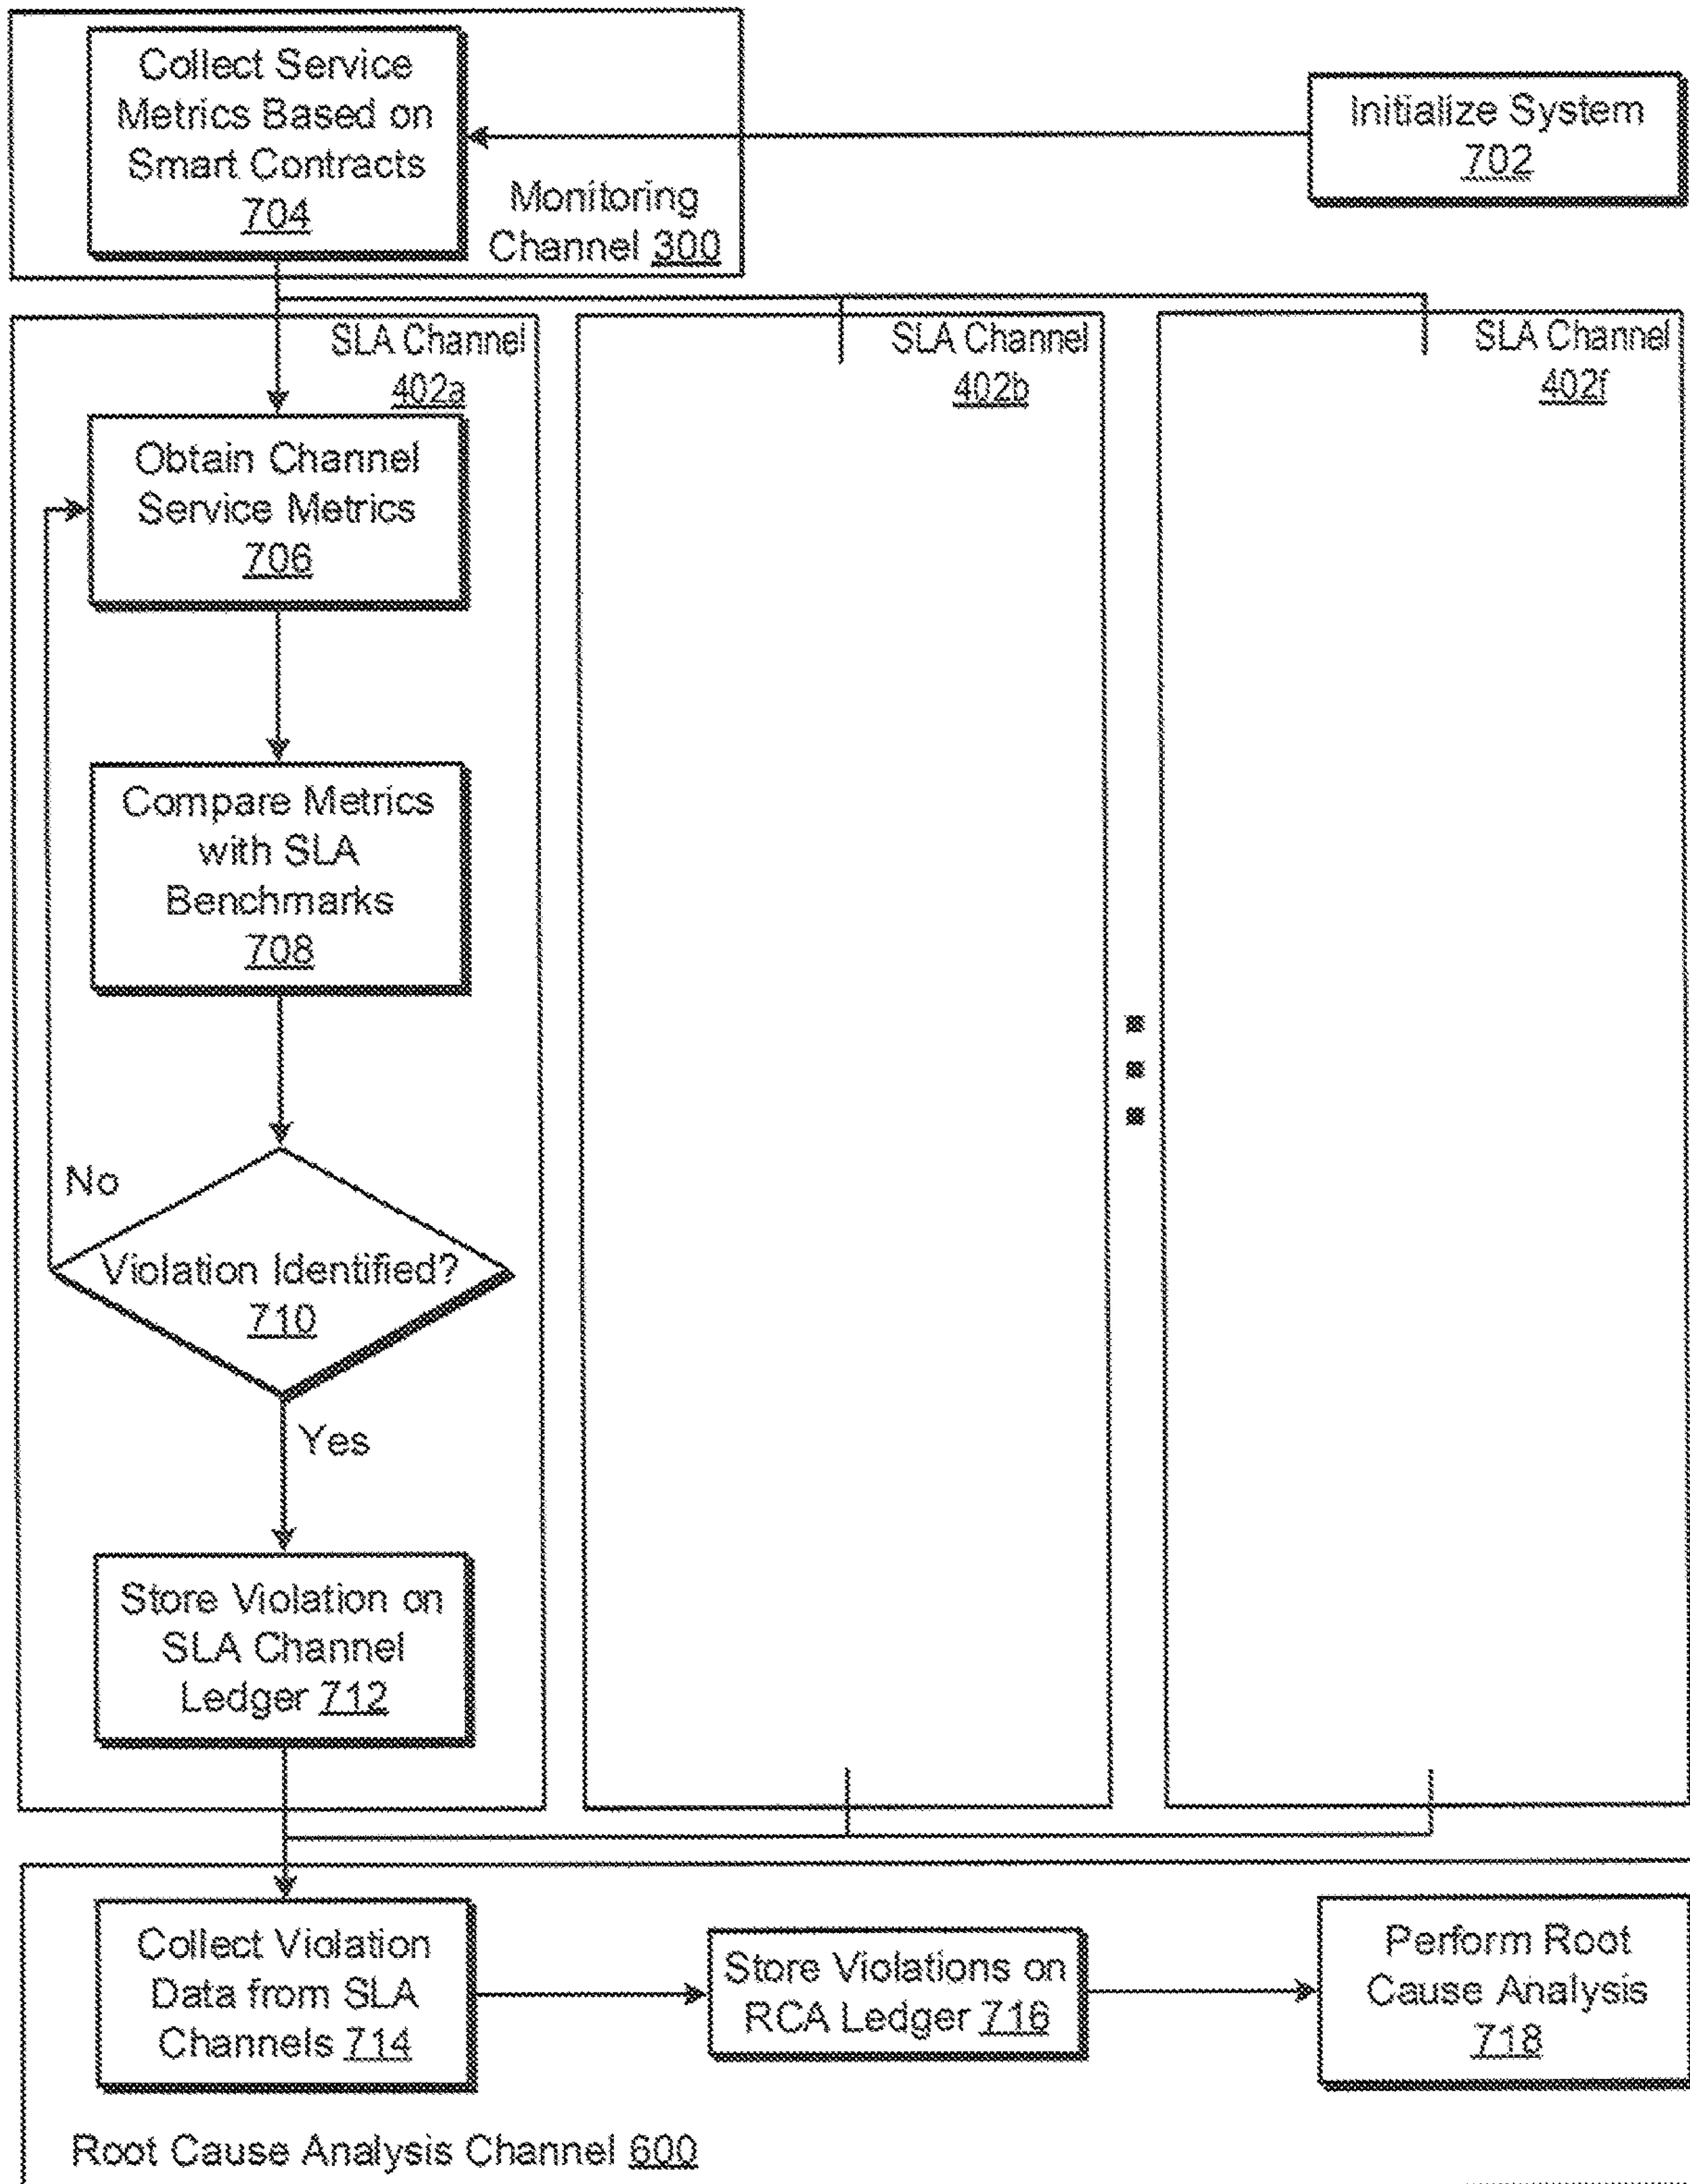 Collect Service
Metrics Based on
Smart Contracts
704
Monitoring
Channel 300
Initialize System
702
SLA Channel
402a
SLA Channel
402b
SLA Channel
402f
Obtain Channel
Service Metrics
706
Compare Metrics
with SLA
Benchmarks
708
No
Violation Identified?
710
Yes
Store Violation on
SLA Channel
Ledger 712
Collect Violation
Data from SLA
Channels 714
Store Violations on
RCA Ledger 716
Perform Root
Cause Analysis
718
Root Cause Analysis Channel 600